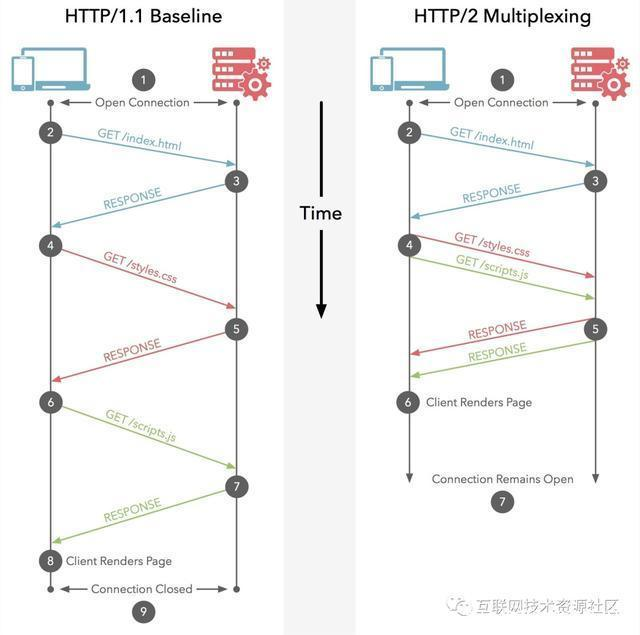 HTTP/1.1 Baseline
1
Open Connection
2
GET /index.html
3
RESPONSE
4
GET /styles.css
5
RESPONSE
6
GET /scripts.js
7
RESPONSE
8
Client Renders Page
Connection Closed
9
Time
HTTP/2 Multiplexing
1
Open Connection
2
GET /index.html
3
RESPONSE
4
GET /styles.css
GET /scripts.js
5
RESPONSE
RESPONSE
6
Client Renders Page
Connection Remains Open
7
互联网技术资源社区